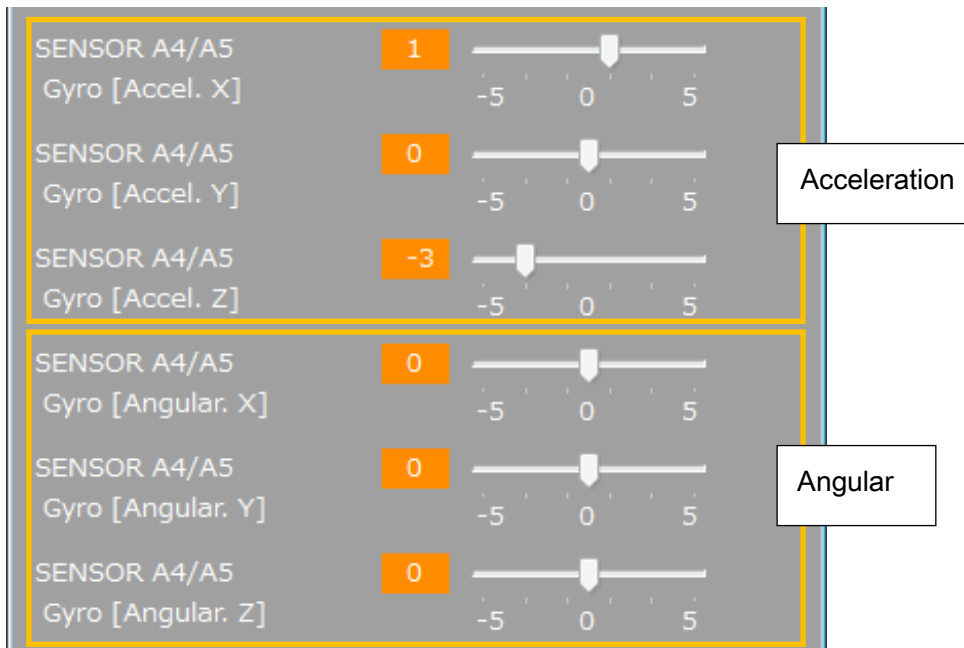 SENSOR A4/A5 1
Gyro [Accel. X] -5 0 5
SENSOR A4/A5 0
Gyro [Accel. Y] -5 0 5
Acceleration
SENSOR A4/A5 -3
Gyro [Accel. Z] -5 0 5
SENSOR A4/A5 0
Gyro [Angular. X] -5 0 5
SENSOR A4/A5 0
Gyro [Angular. Y] -5 0 5
Angular
SENSOR A4/A5 0
Gyro [Angular. Z] -5 0 5